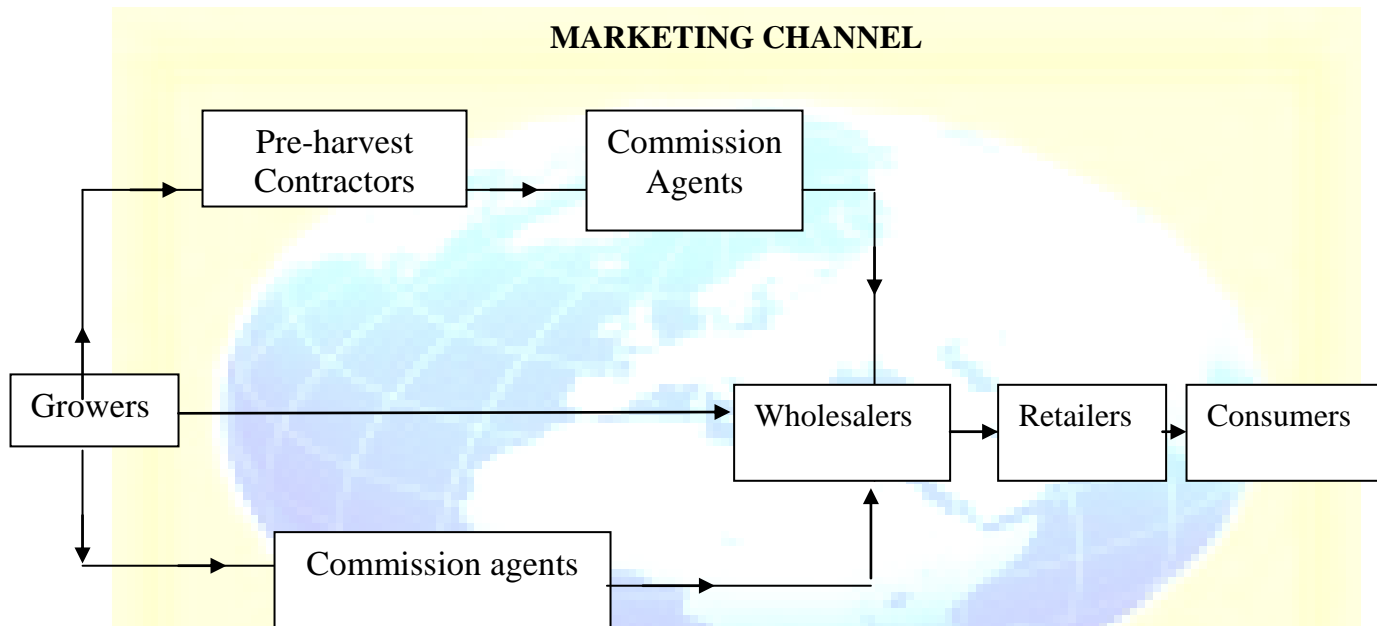 MARKETING CHANNEL
Pre-harvest
Contractors
Commission
Agents
Growers
Wholesalers
Retailers
Consumers
Commission agents